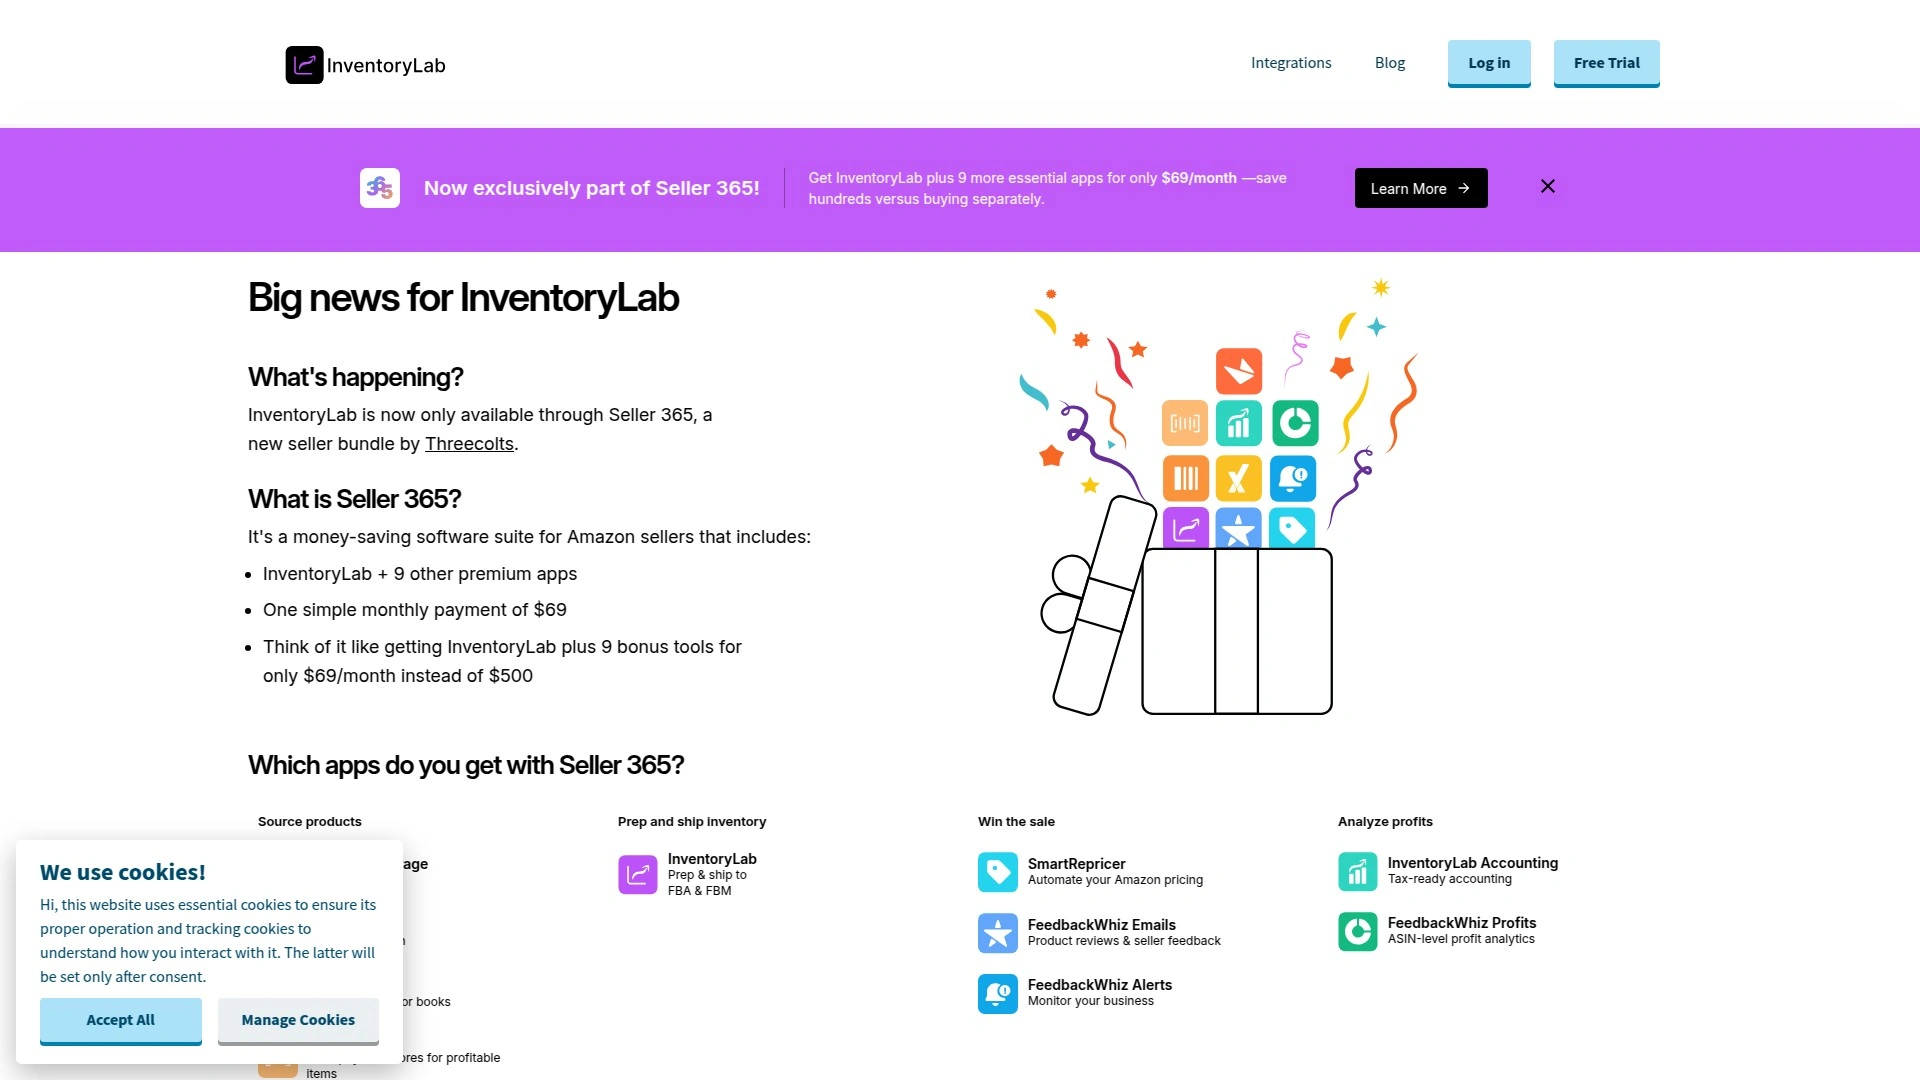 InventoryLab
Integrations
Blog
Log in
Free Trial
365
Now exclusively part of Seller 365!
Get InventoryLab plus 9 more essential apps for only $69/month —save
hundreds versus buying separately.
Learn More
Big news for InventoryLab
What's happening?
InventoryLab is now only available through Seller 365, a
new seller bundle by Threecolts.
What is Seller 365?
It's a money-saving software suite for Amazon sellers that includes:
InventoryLab + 9 other premium apps
One simple monthly payment of $69
Think of it like getting InventoryLab plus 9 bonus tools for
only $69/month instead of $500
Which apps do you get with Seller 365?
Source products
or books
for profitable
items
Prep and ship inventory
InventoryLab
Prep & ship to
FBA & FBM
Win the sale
SmartRepricer
Automate your Amazon pricing
FeedbackWhiz Emails
Product reviews & seller feedback
FeedbackWhiz Alerts
Monitor your business
Analyze profits
InventoryLab Accounting
Tax-ready accounting
FeedbackWhiz Profits
ASIN-level profit analytics
We use cookies!
Hi, this website uses essential cookies to ensure its
proper operation and tracking cookies to
understand how you interact with it. The latter will
be set only after consent.
Accept All
Manage Cookies